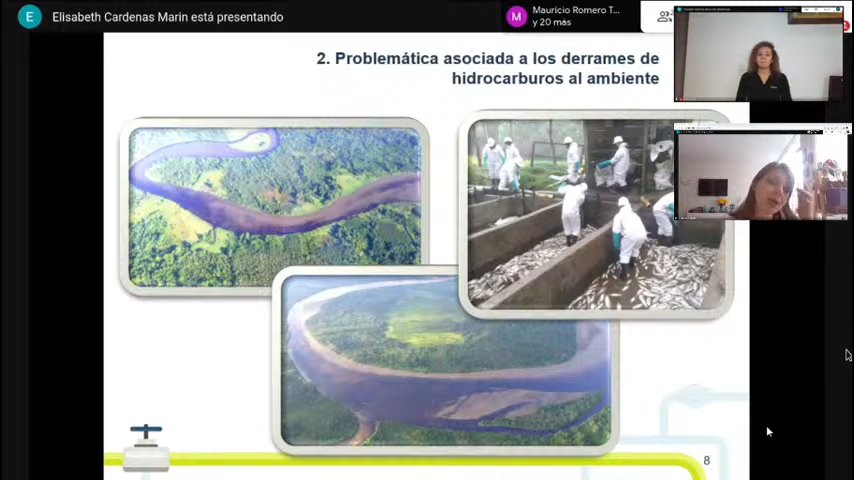 E
Elisabeth Cardenas Marin está presentando
M
Mauricio Romero T...
y 20 más
2. Problemática asociada a los derrames de
hidrocarburos al ambiente
8